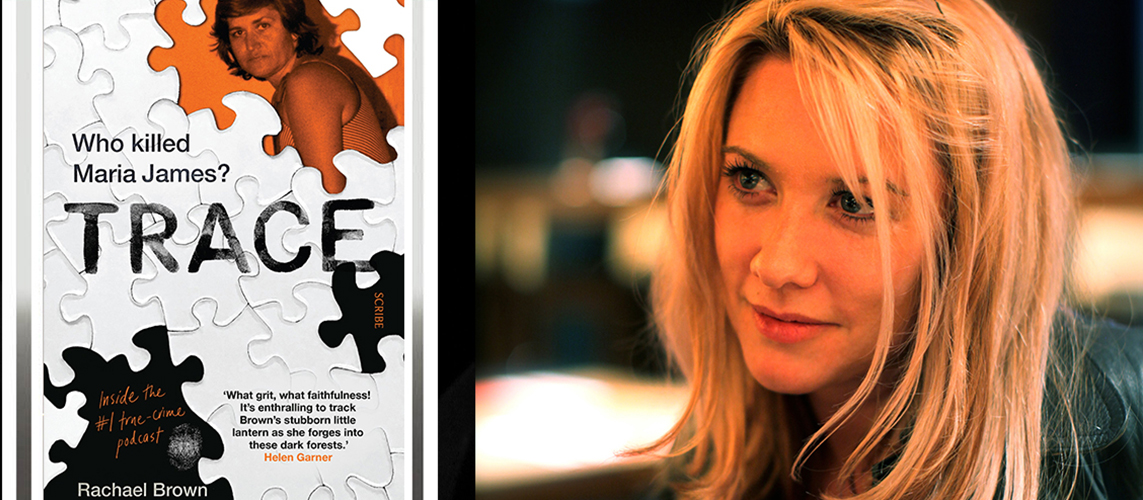 Who killed
Maria James?
TRACE
SCRIBE
Inside the
#1 true-crime
podcast
'What grit, what faithfulness!
It's enthralling to track
Brown's stubborn little
lantern as she forges into
these dark forests.'
Helen Garner
Rachael Brown